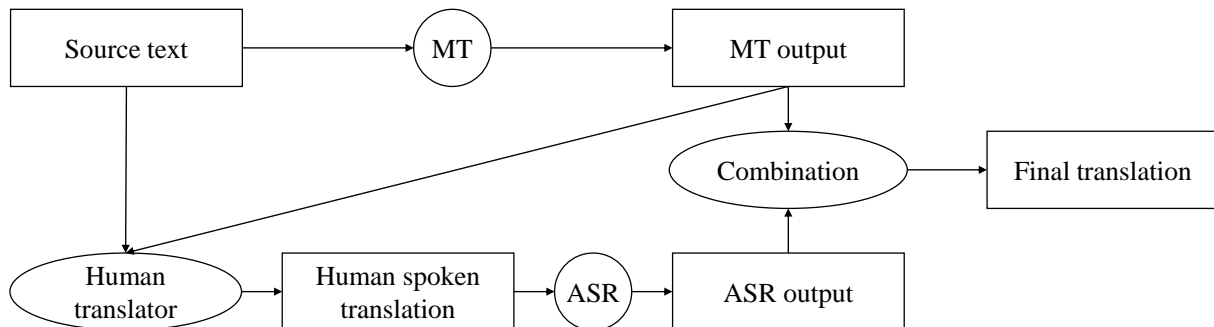 Source text
MT
MT output
Combination
Final translation
Human
translator
Human spoken
translation
ASR
ASR output